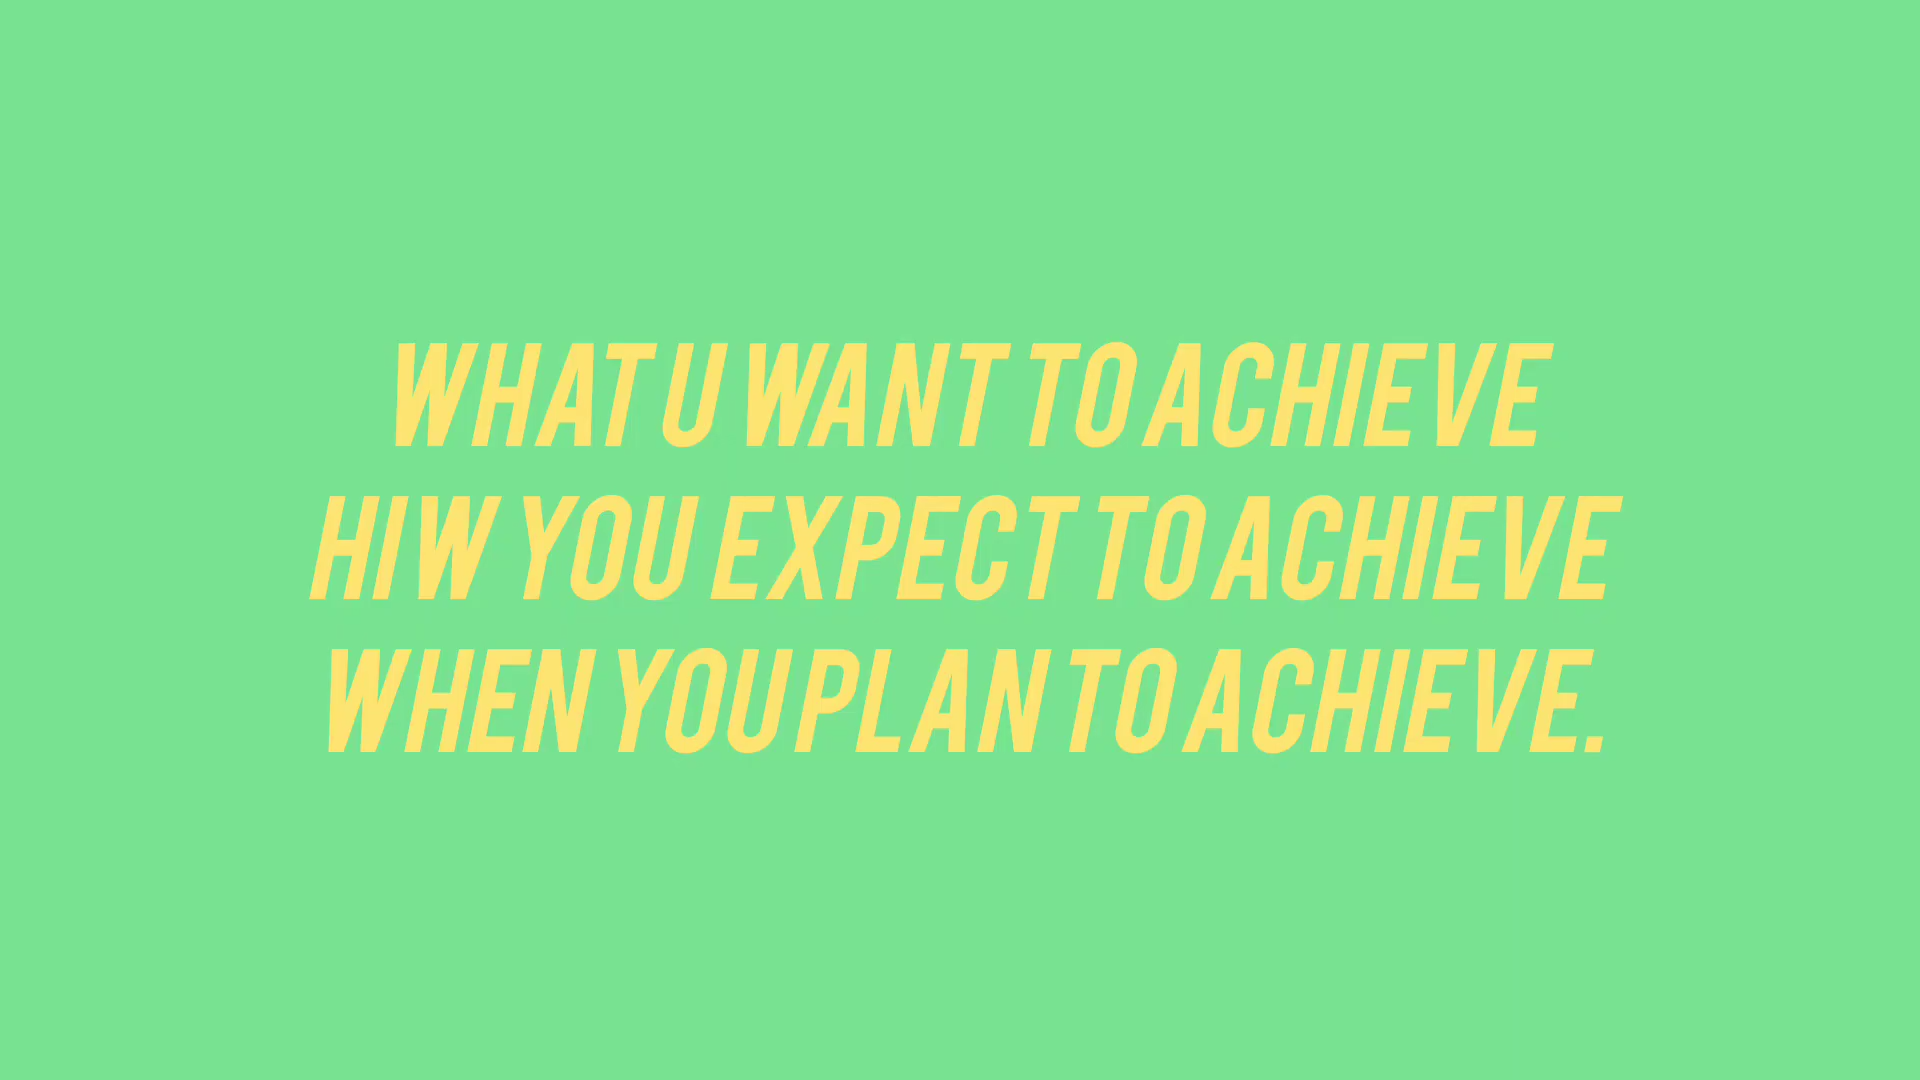 WHAT U WANT TO ACHIEVE
HIW YOU EXPECT TO ACHIEVE
WHEN YOU PLAN TO ACHIEVE.